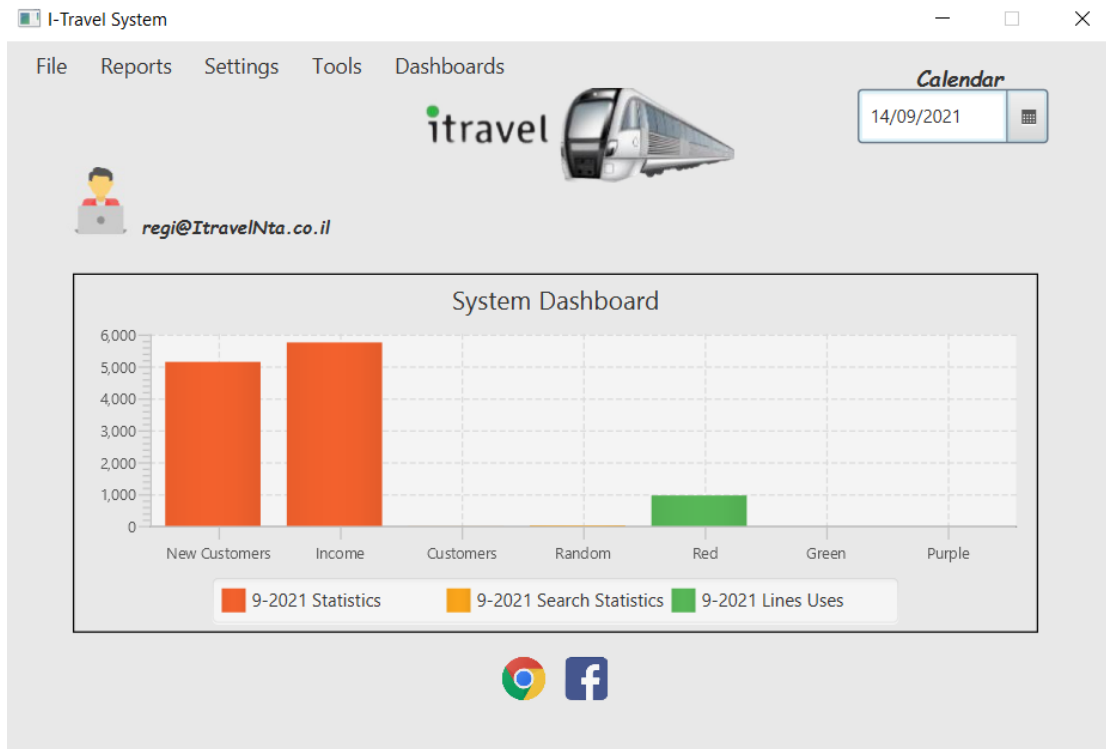 I-Travel System
File Reports Settings Tools Dashboards
Calendar
14/09/2021
itravel
regi@ItravelNta.co.il
System Dashboard
6,000
5,000
4,000
3,000
2,000
1,000
0
New Customers Income Customers Random Red Green Purple
9-2021 Statistics 9-2021 Search Statistics 9-2021 Lines Uses